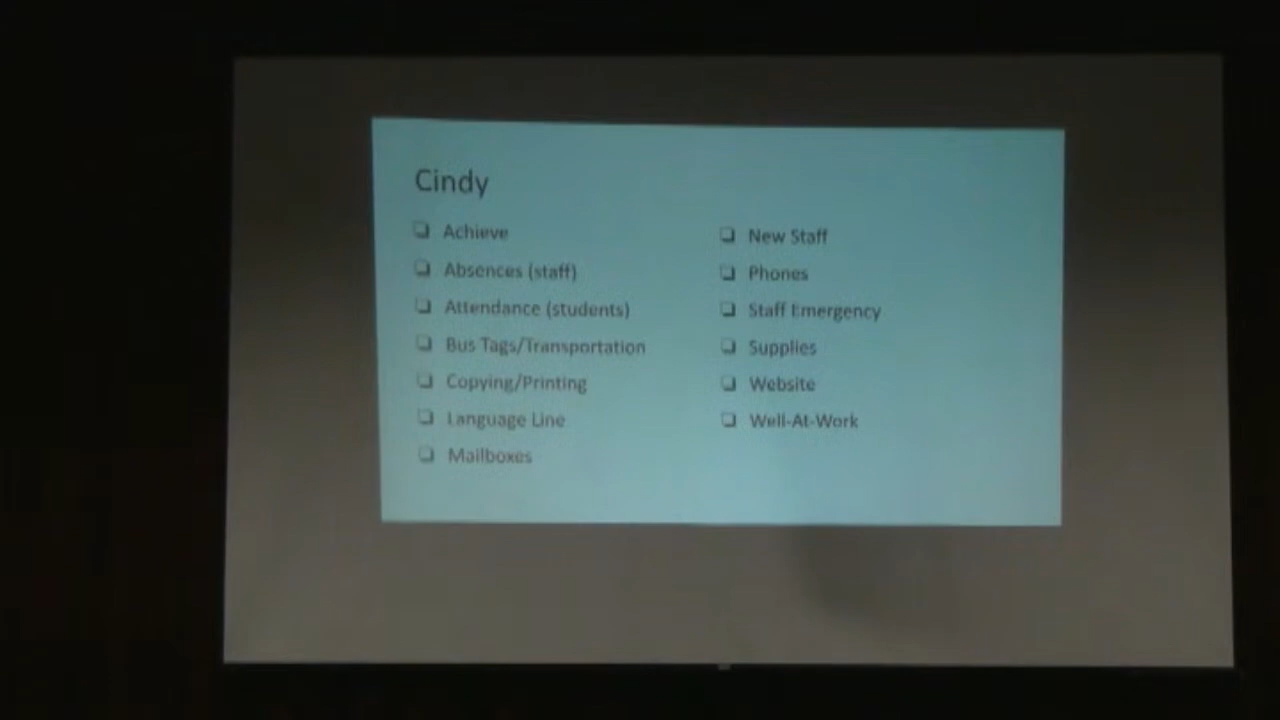 Cindy
Achieve
Absences (staff)
Attendance (students)
Bus Tags/Transportation
Copying/Printing
Language Line
Mailboxes
New Staff
Phones
Staff Emergency
Supplies
Website
Well-At-Work